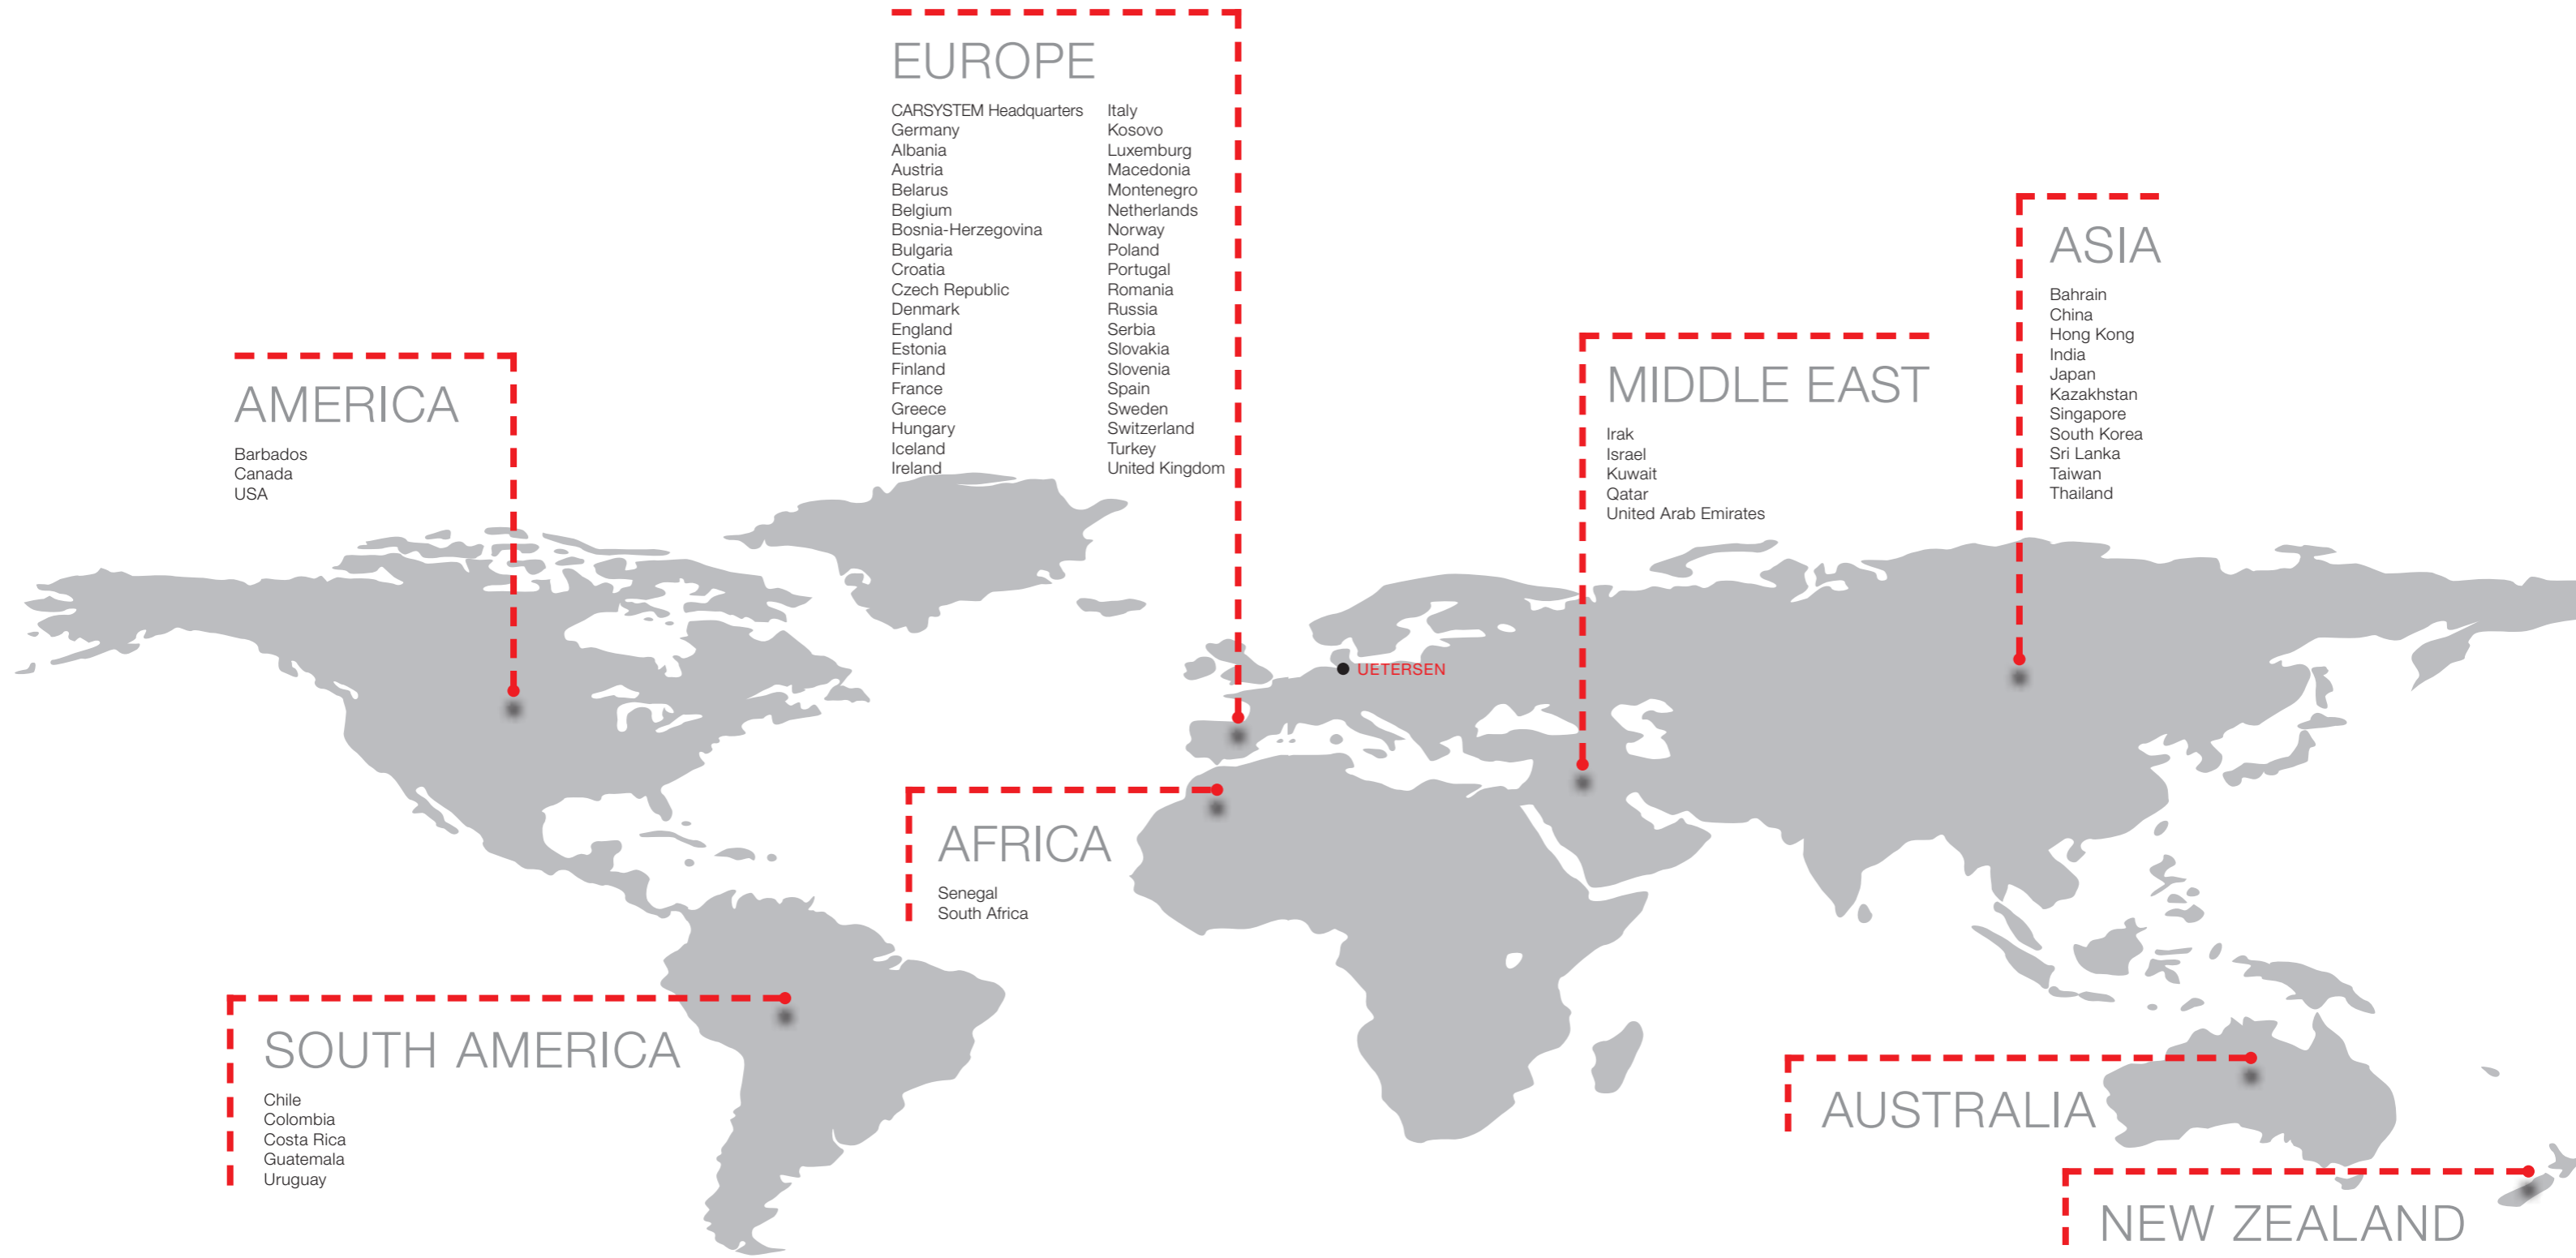 EUROPE
CARSYSTEM Headquarters
Germany
Albania
Austria
Belarus
Belgium
Bosnia-Herzegovina
Bulgaria
Croatia
Czech Republic
Denmark
England
Estonia
Finland
France
Greece
Hungary
Iceland
Ireland
Italy
Kosovo
Luxemburg
Macedonia
Montenegro
Netherlands
Norway
Poland
Portugal
Romania
Russia
Serbia
Slovakia
Slovenia
Spain
Sweden
Switzerland
Turkey
United Kingdom
ASIA
Bahrain
China
Hong Kong
India
Japan
Kazakhstan
Singapore
South Korea
Sri Lanka
Taiwan
Thailand
MIDDLE EAST
Irak
Israel
Kuwait
Qatar
United Arab Emirates
AMERICA
Barbados
Canada
USA
UETERSEN
AFRICA
Senegal
South Africa
SOUTH AMERICA
Chile
Colombia
Costa Rica
Guatemala
Uruguay
AUSTRALIA
NEW ZEALAND